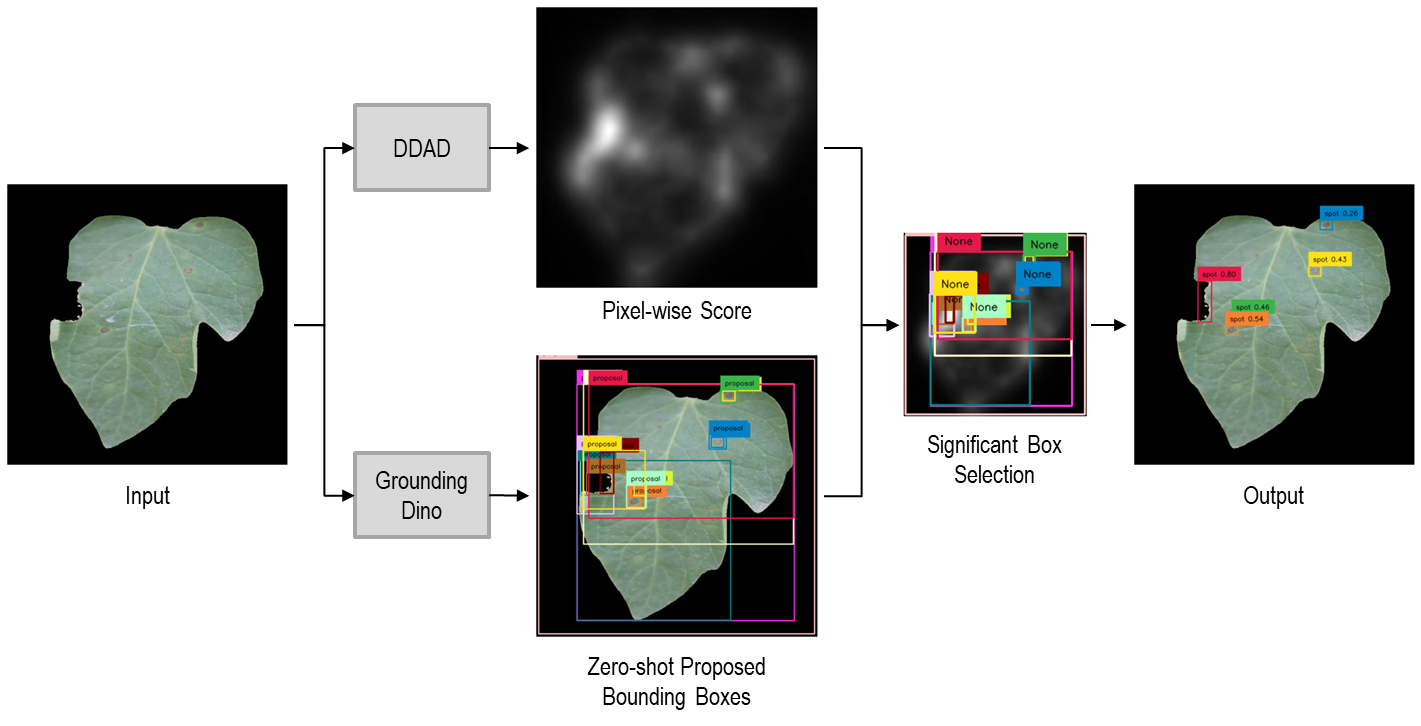 DDAD
Pixel-wise Score
Input
Grounding
Dino
proposal
proposal
proposal
proposal
proposal
proposal
proposal
Zero-shot Proposed
Bounding Boxes
None
None
None
None
None
Significant Box
Selection
spot 0.26
spot 0.43
spot 0.80
spot 0.46
spot 0.54
Output